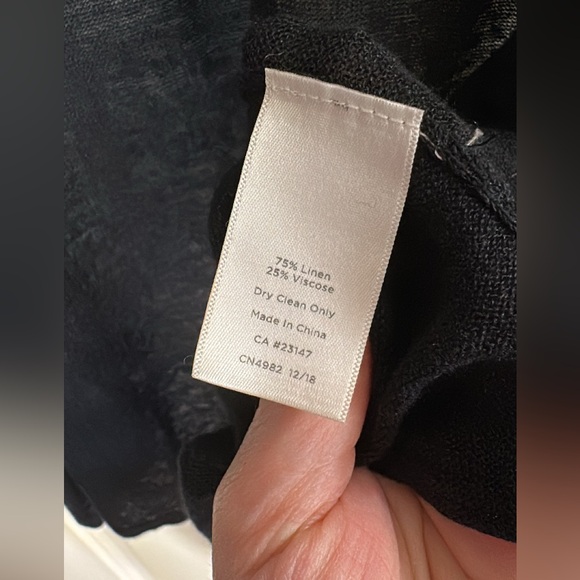 75% Linen
25% Viscose
Dry Clean Only
Made In China
CA #23147
CN4982 12/18